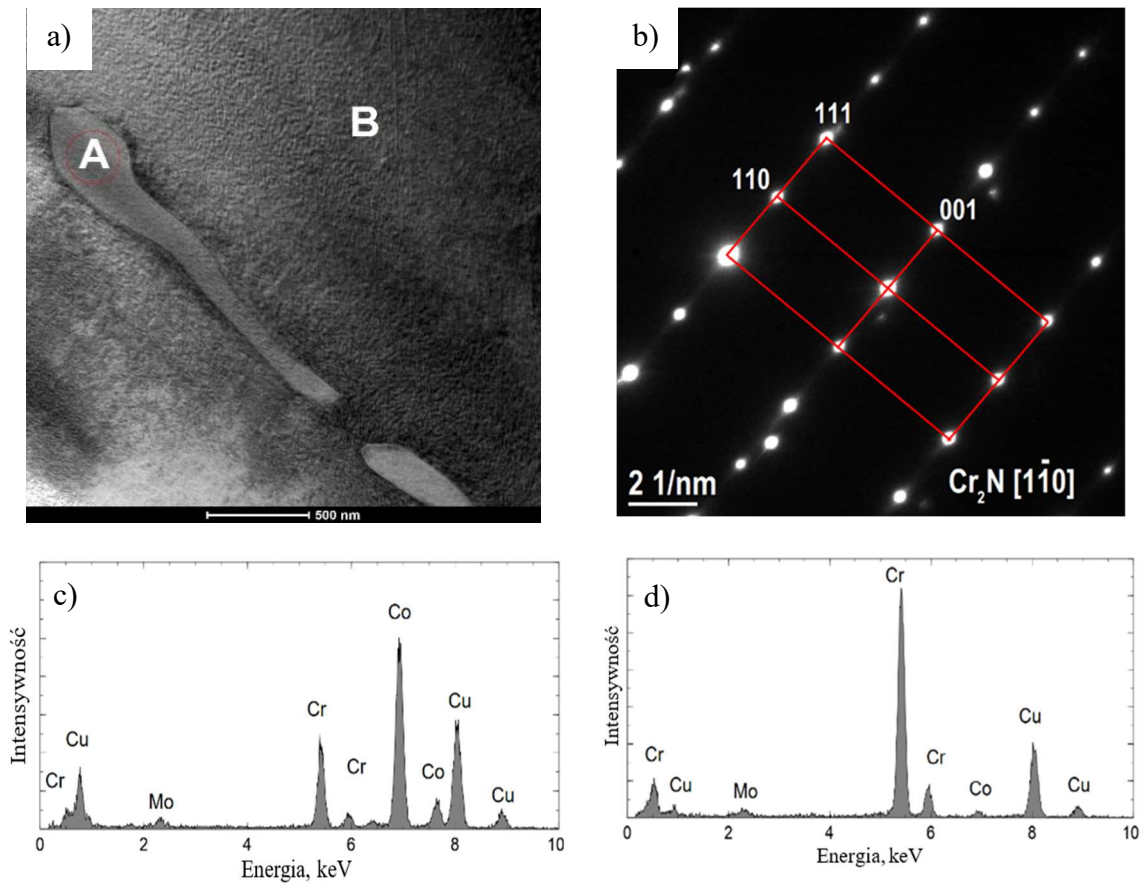 a)
A
B
500 nm
b)
111
110
001
2 1/nm
Cr₂N [11̄0]
c)
Intensywność
Co
Cr
Cu
Cu
Cr
Cr
Co
Mo
Cu
0 2 4 6 8 10
Energia, keV
d)
Intensywność
Cr
Cu
Cr
Cr
Cu
Mo
Co
Cu
0 2 4 6 8 10
Energia, keV